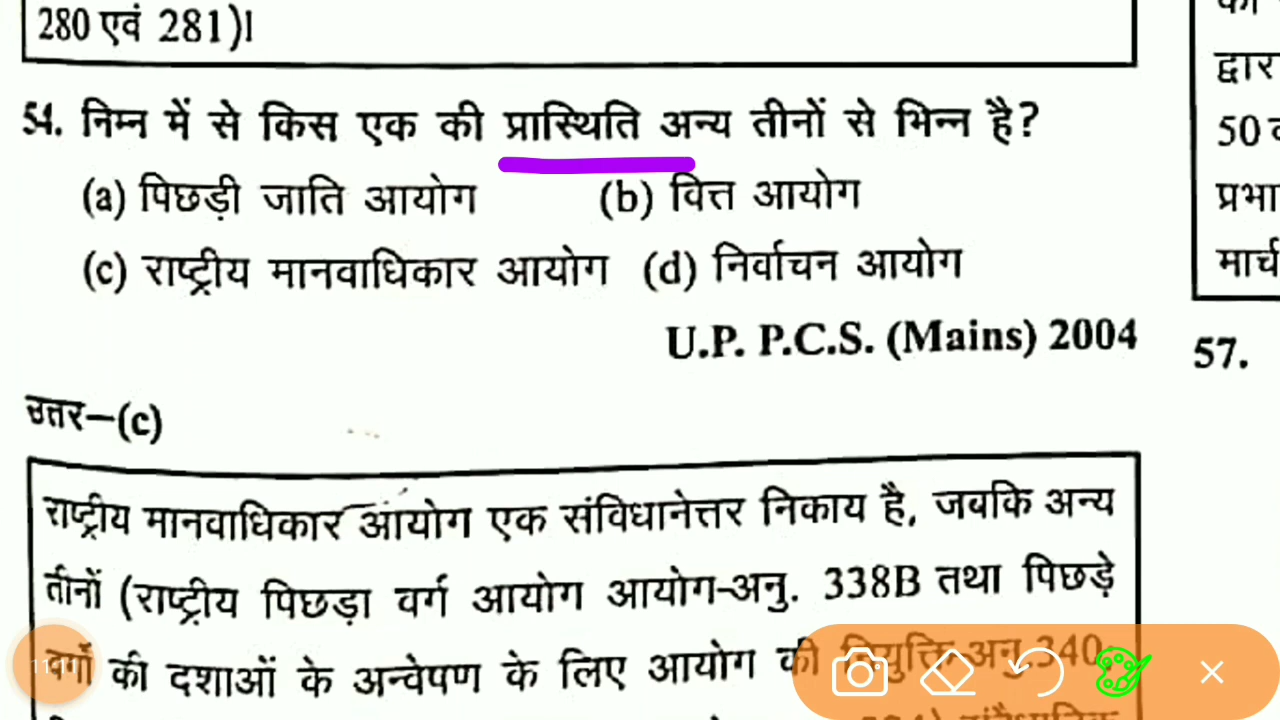 280 एवं 281)।
54. निम्न में से किस एक की प्रास्थिति अन्य तीनों से भिन्न है?
(a) पिछड़ी जाति आयोग (b) वित्त आयोग
(c) राष्ट्रीय मानवाधिकार आयोग (d) निर्वाचन आयोग
U.P. P.C.S. (Mains) 2004
उत्तर–(c)
राष्ट्रीय मानवाधिकार आयोग एक संविधानेत्तर निकाय है, जबकि अन्य
तीनों (राष्ट्रीय पिछड़ा वर्ग आयोग आयोग-अनु. 338B तथा पिछड़े
वर्गों की दशाओं के अन्वेषण के लिए आयोग की नियुक्ति अनु.340,
द्वार
50
प्रभा
मार्च
57.